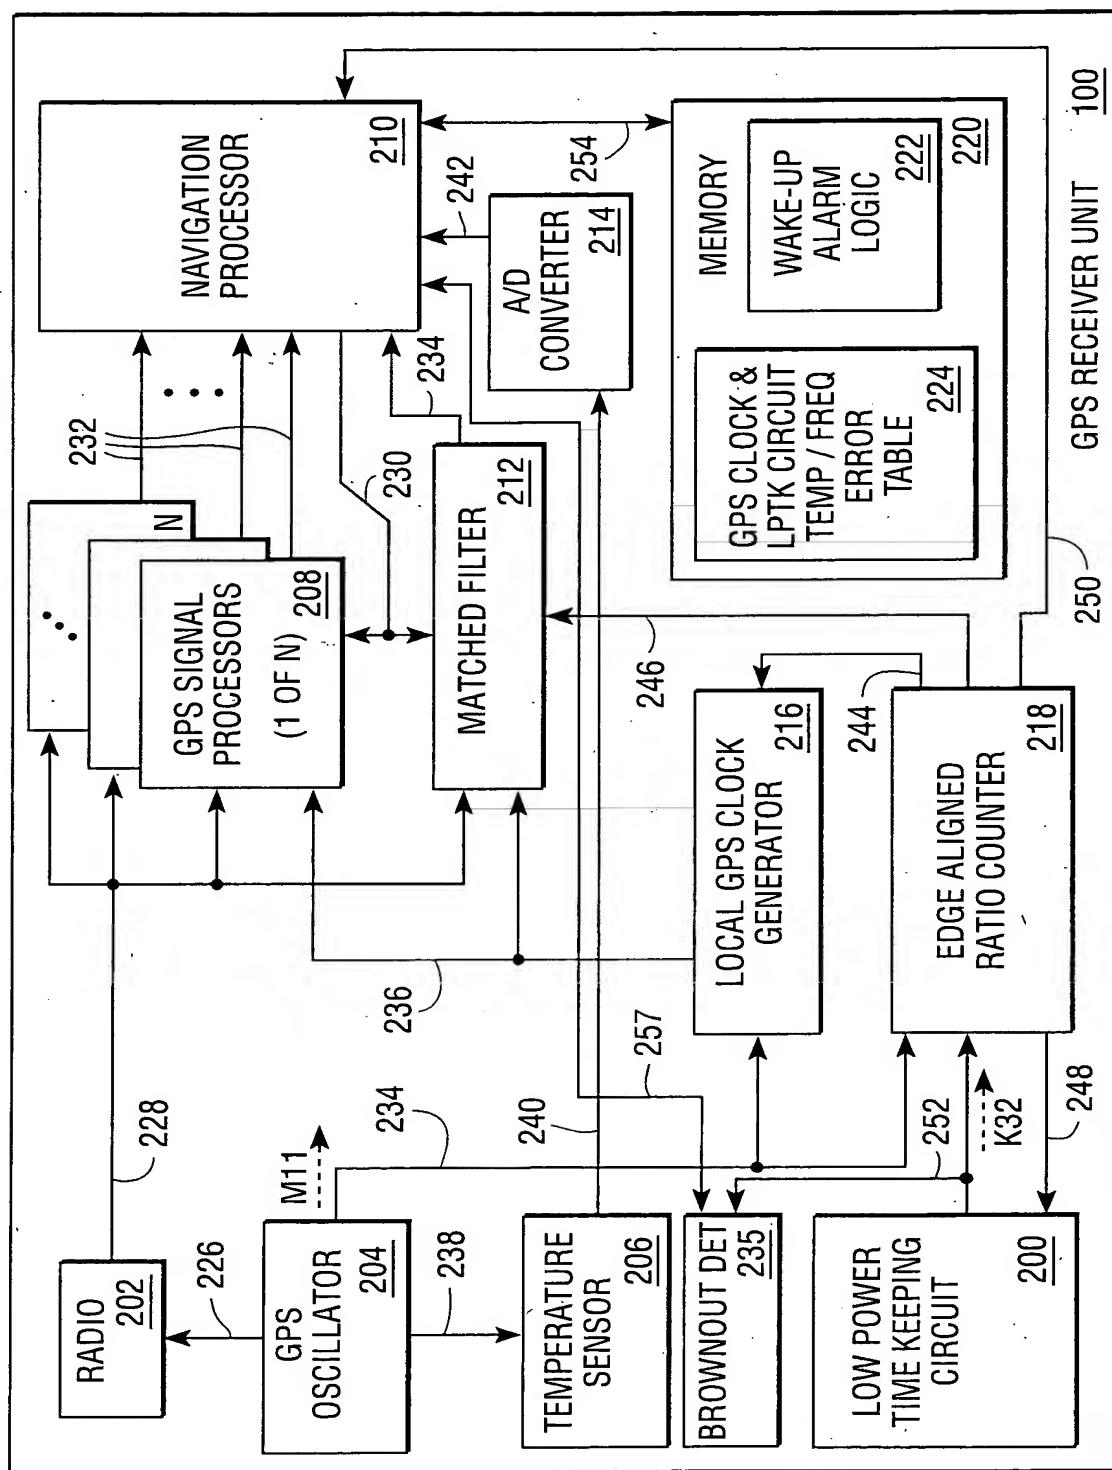 RADIO
202
226
228
GPS
OSCILLATOR
204
M11
234
238
TEMPERATURE
SENSOR
206
240
BROWNOUT DET
235
257
LOW POWER
TIME KEEPING
CIRCUIT
200
252
K32
248
N
GPS SIGNAL
PROCESSORS
208
(1 OF N)
232
230
236
MATCHED FILTER
212
234
246
LOCAL GPS CLOCK
GENERATOR
216
244
EDGE ALIGNED
RATIO COUNTER
218
250
NAVIGATION
PROCESSOR
210
242
254
A/D
CONVERTER
214
MEMORY
WAKE-UP
ALARM
LOGIC
222
220
GPS CLOCK &
LPTK CIRCUIT
TEMP / FREQ
ERROR
TABLE
224
GPS RECEIVER UNIT
100